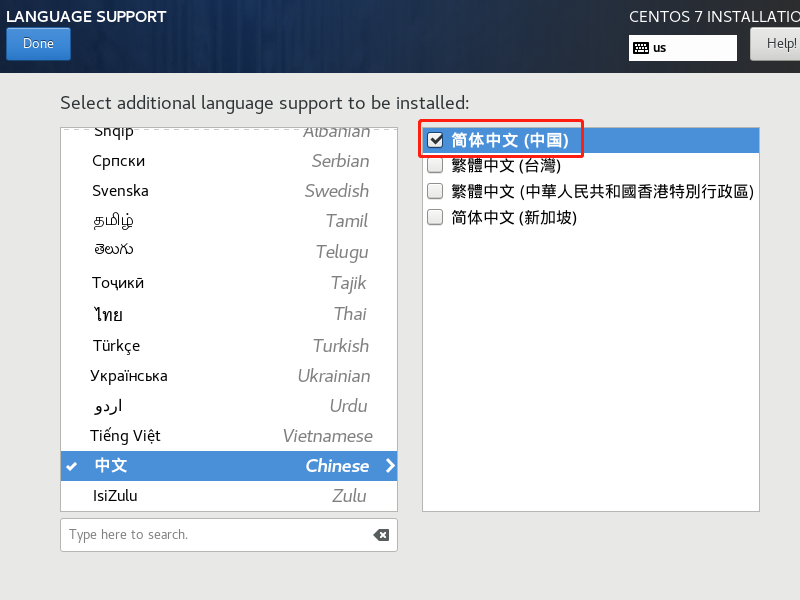 LANGUAGE SUPPORT
CENTOS 7 INSTALLATIO
Done
us
Help!
Select additional language support to be installed:
Shqip Albanian
Српски Serbian
Svenska Swedish
தமிழ் Tamil
తెలుగు Telugu
Тоҷикӣ Tajik
ไทย Thai
Türkçe Turkish
Українська Ukrainian
اردو Urdu
Tiếng Việt Vietnamese
中文 Chinese
IsiZulu Zulu
Type here to search.
简体中文 (中国)
繁體中文 (台灣)
繁體中文 (中華人民共和國香港特別行政區)
简体中文 (新加坡)